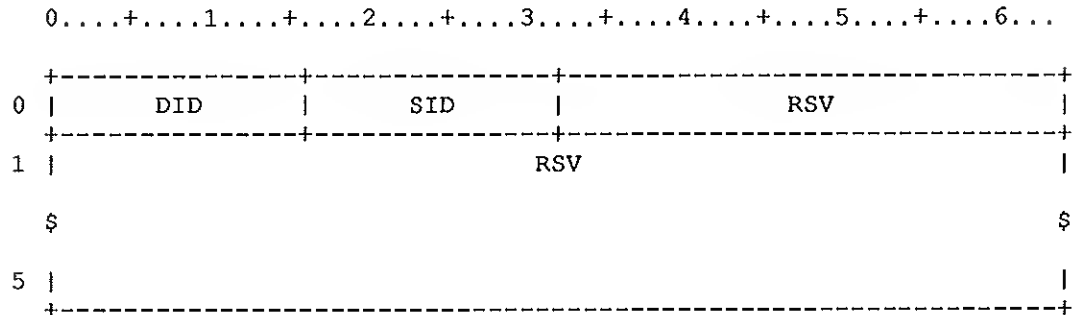 0....+....1....+....2....+....3....+....4....+....5....+....6...
+---------------+---------------+-------------------------------+
0 | DID | SID | RSV |
+---------------+---------------+-------------------------------+
1 | RSV |
$ $
5 | |
+---------------------------------------------------------------+